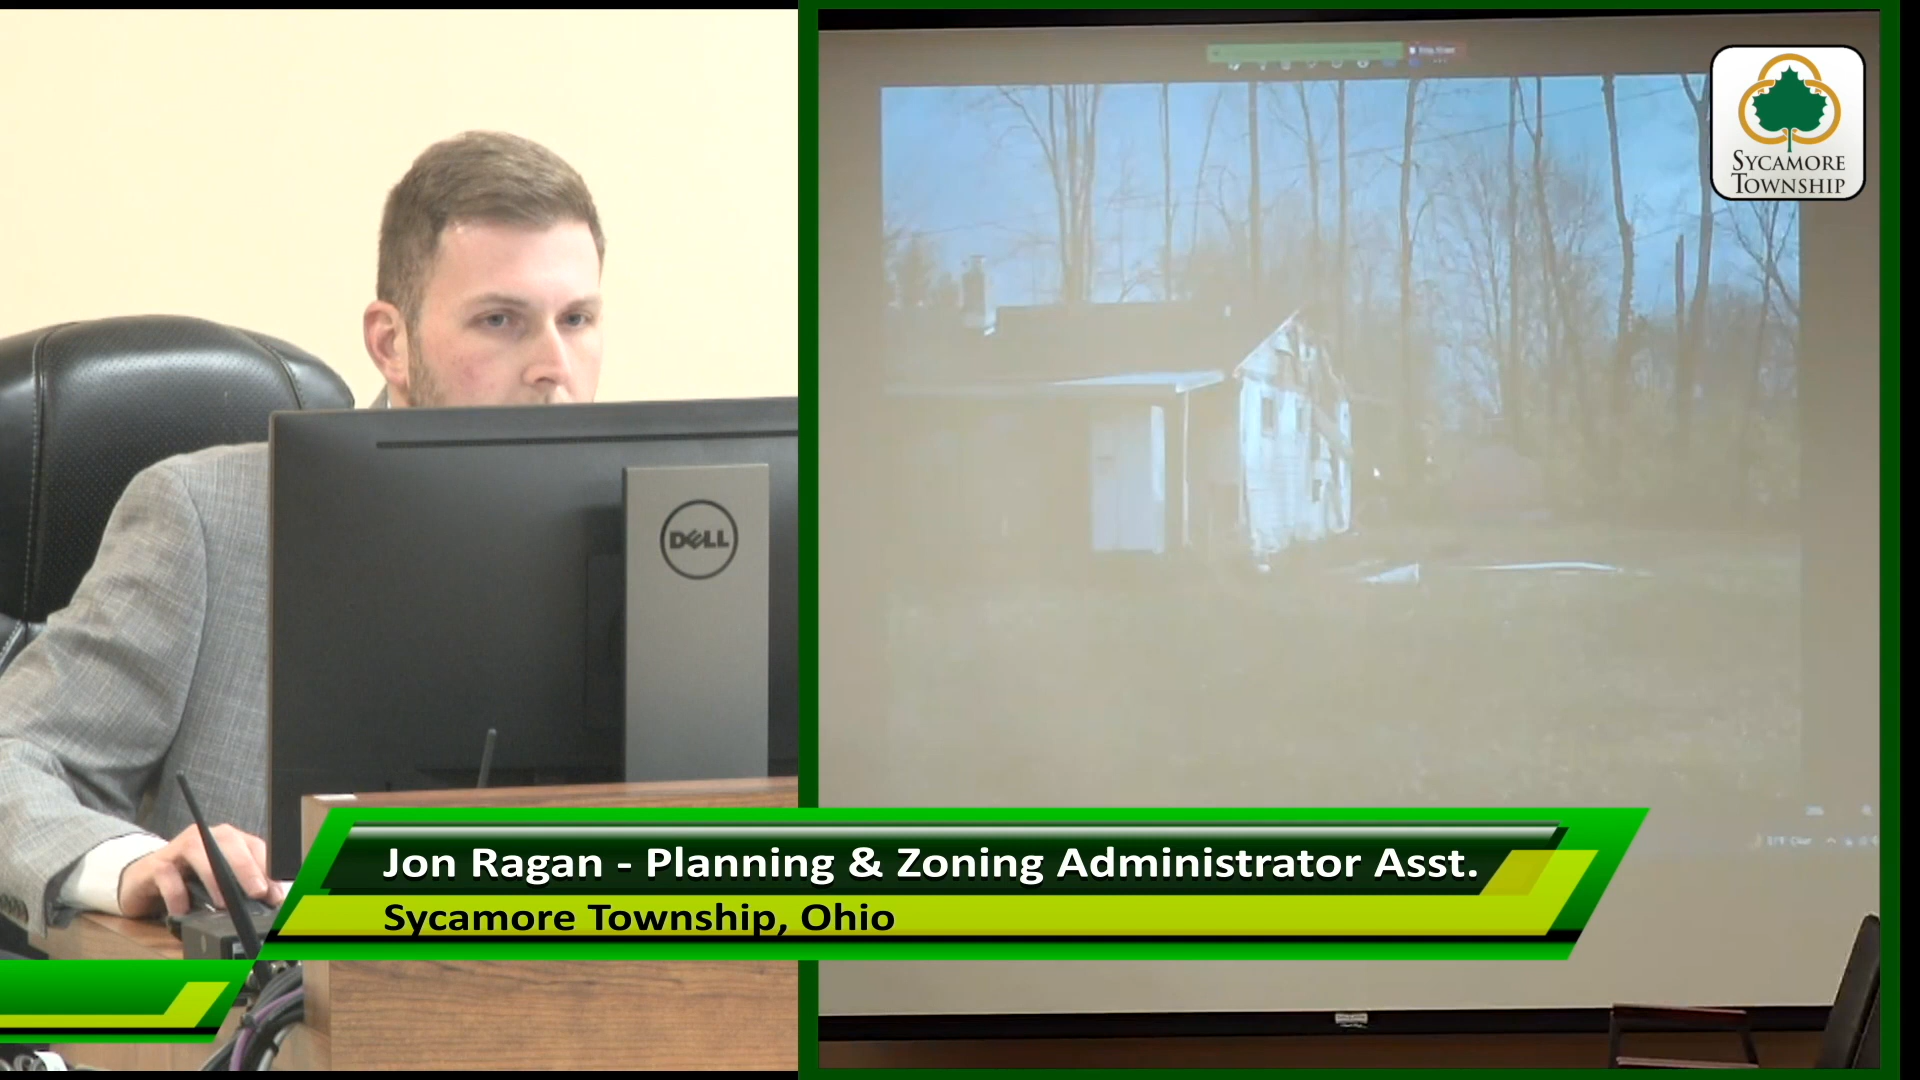 SYCAMORE
TOWNSHIP
DELL
Jon Ragan - Planning & Zoning Administrator Asst.
Sycamore Township, Ohio